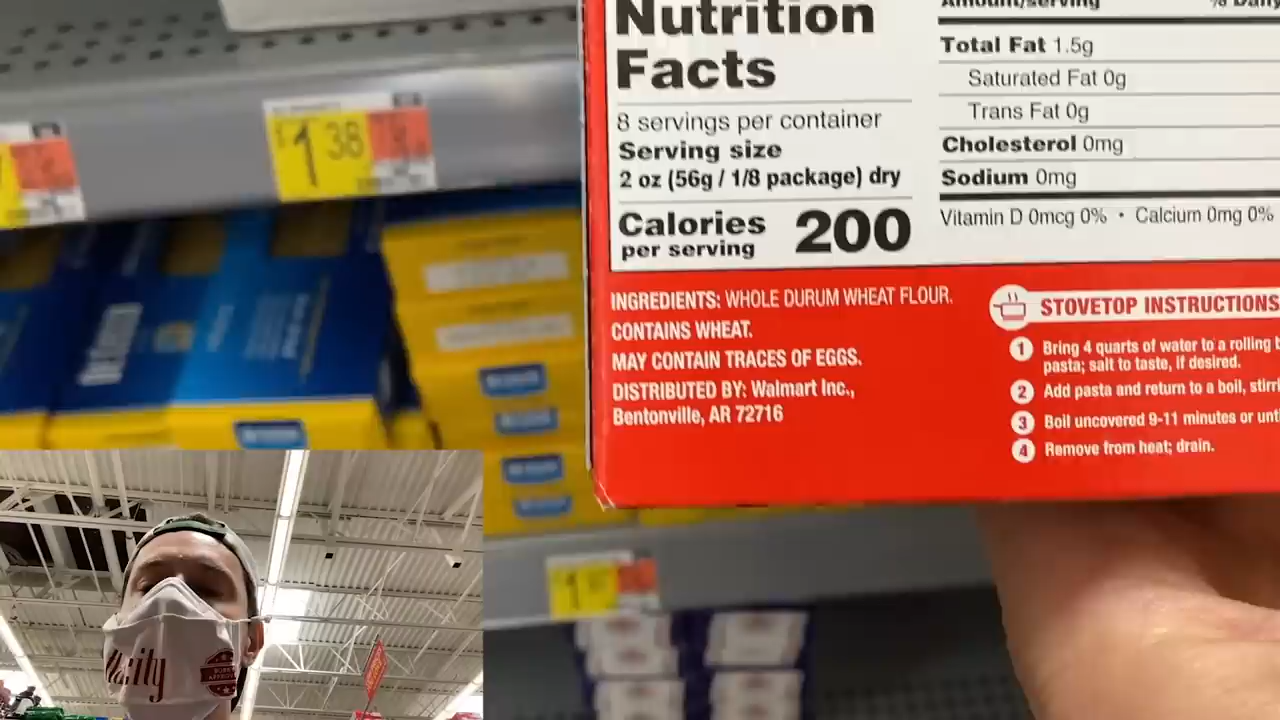 Nutrition
Facts
8 servings per container
Serving size
2 oz (56g / 1/8 package) dry
Calories
per serving
200
Amount/serving
% Daily
Total Fat 1.5g
Saturated Fat 0g
Trans Fat 0g
Cholesterol 0mg
Sodium 0mg
Vitamin D 0mcg 0% • Calcium 0mg 0%
INGREDIENTS: WHOLE DURUM WHEAT FLOUR.
CONTAINS WHEAT.
MAY CONTAIN TRACES OF EGGS.
DISTRIBUTED BY: Walmart Inc.,
Bentonville, AR 72716
STOVETOP INSTRUCTIONS
1 Bring 4 quarts of water to a rolling
pasta; salt to taste, if desired.
2 Add pasta and return to a boil,
3 Boil uncovered 9-11 minutes or
4 Remove from heat; drain.
$1 38